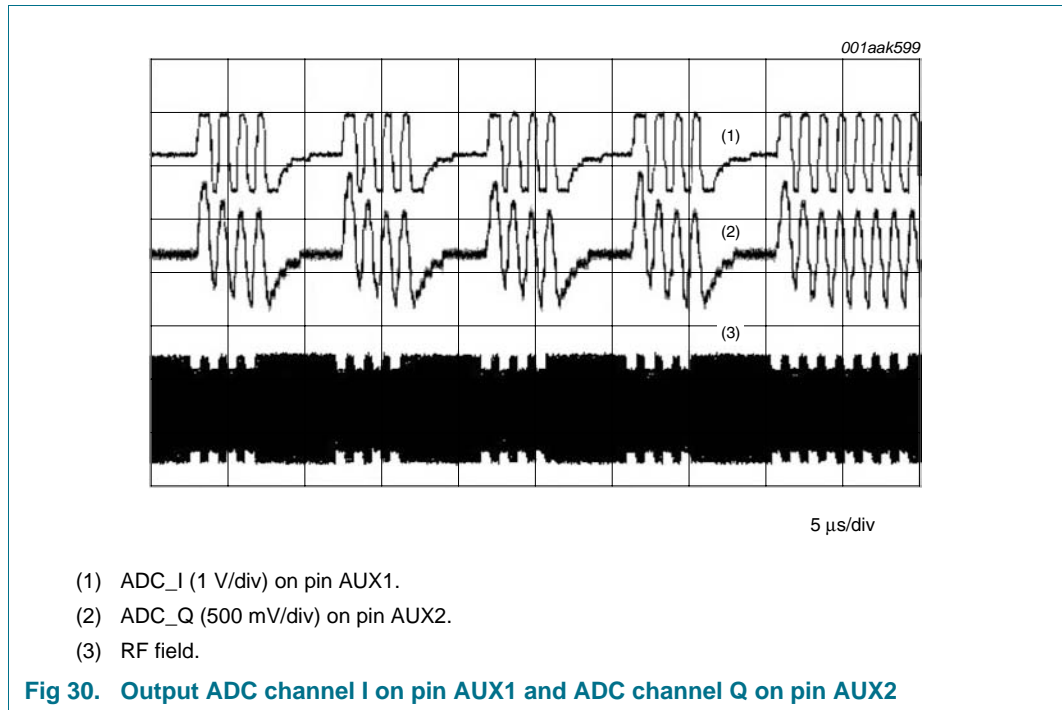 001aak599
(1)
(2)
(3)
5 μs/div
(1) ADC_I (1 V/div) on pin AUX1.
(2) ADC_Q (500 mV/div) on pin AUX2.
(3) RF field.
Fig 30. Output ADC channel I on pin AUX1 and ADC channel Q on pin AUX2